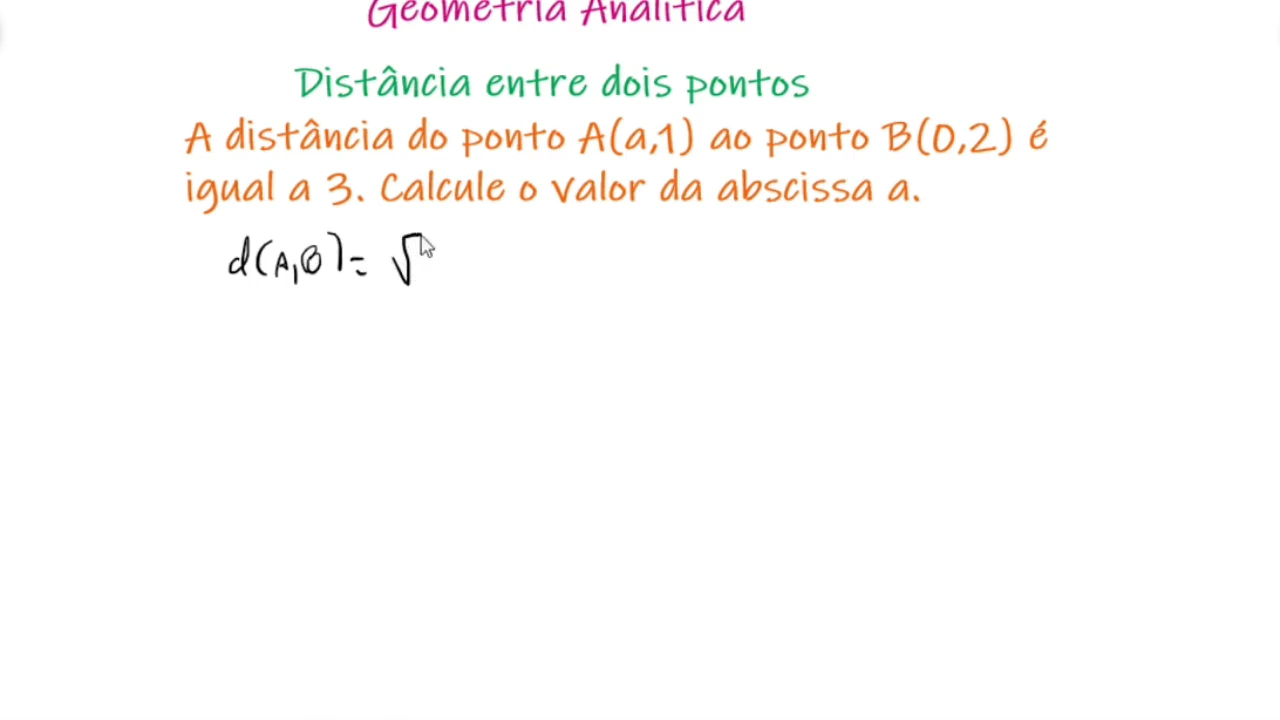 Geometria Analítica
Distância entre dois pontos
A distância do ponto A(a,1) ao ponto B(0,2) é
igual a 3. Calcule o valor da abscissa a.
d(A,B)= √